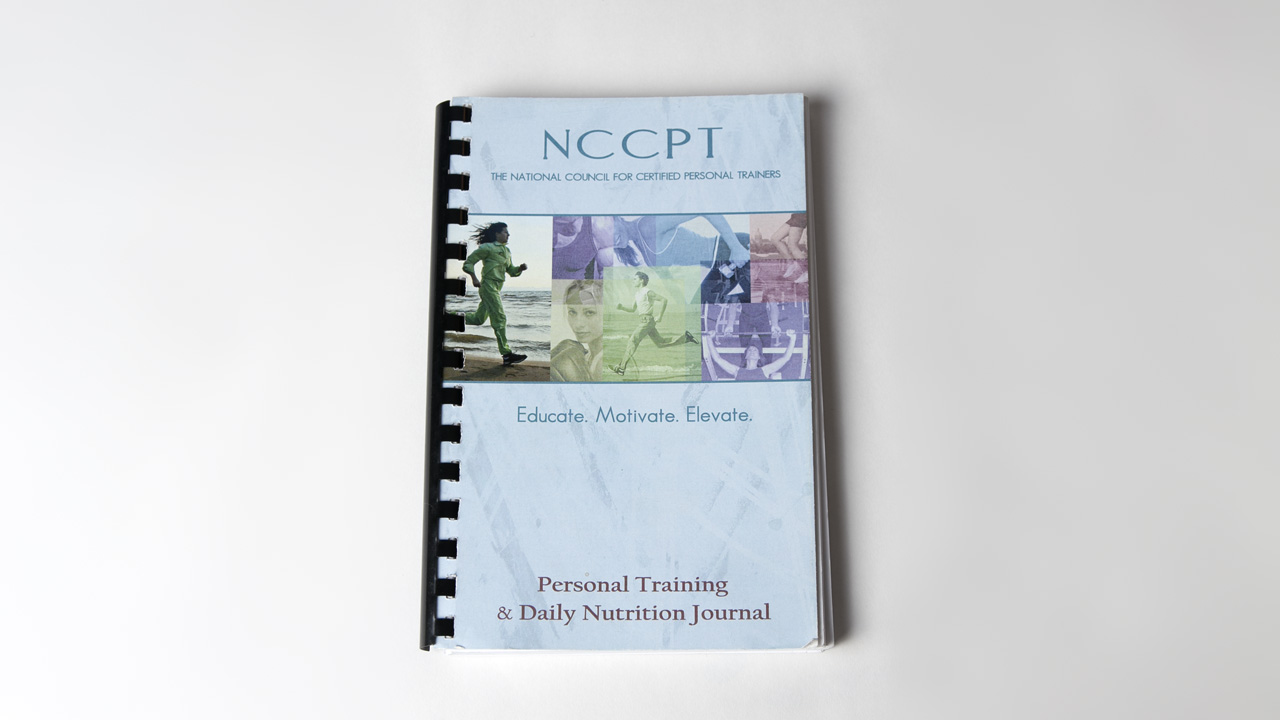 NCCPT
THE NATIONAL COUNCIL FOR CERTIFIED PERSONAL TRAINERS
Educate. Motivate. Elevate.
Personal Training
& Daily Nutrition Journal